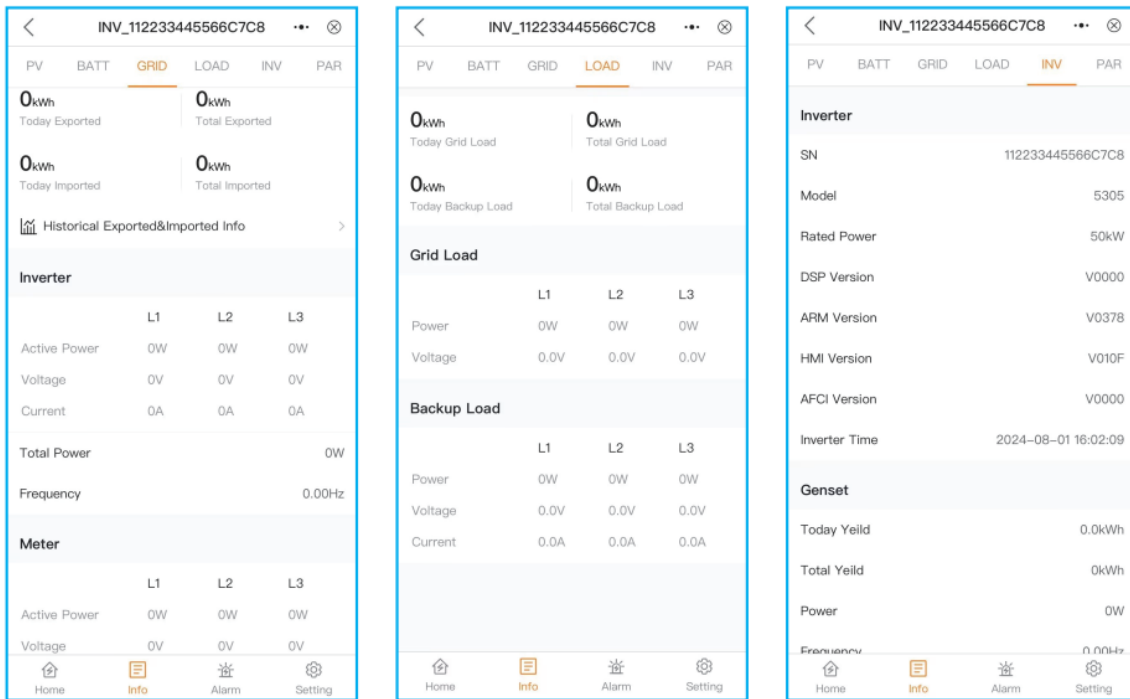 INV_112233445566C7C8
PV BATT GRID LOAD INV PAR
0kWh 0kWh
Today Exported Total Exported
0kWh 0kWh
Today Imported Total Imported
Historical Exported&Imported Info
Inverter
L1 L2 L3
Active Power 0W 0W 0W
Voltage 0V 0V 0V
Current 0A 0A 0A
Total Power 0W
Frequency 0.00Hz
Meter
L1 L2 L3
Active Power 0W 0W 0W
Voltage 0V 0V 0V
Home Info Alarm Setting
INV_112233445566C7C8
PV BATT GRID LOAD INV PAR
0kWh 0kWh
Today Grid Load Total Grid Load
0kWh 0kWh
Today Backup Load Total Backup Load
Grid Load
L1 L2 L3
Power 0W 0W 0W
Voltage 0.0V 0.0V 0.0V
Backup Load
L1 L2 L3
Power 0W 0W 0W
Voltage 0.0V 0.0V 0.0V
Current 0.0A 0.0A 0.0A
Home Info Alarm Setting
INV_112233445566C7C8
PV BATT GRID LOAD INV PAR
Inverter
SN 112233445566C7C8
Model 5305
Rated Power 50kW
DSP Version V0000
ARM Version V0378
HMI Version V010F
AFCI Version V0000
Inverter Time 2024-08-01 16:02:09
Genset
Today Yeild 0.0kWh
Total Yeild 0kWh
Power 0W
Frequency 0.00Hz
Home Info Alarm Setting